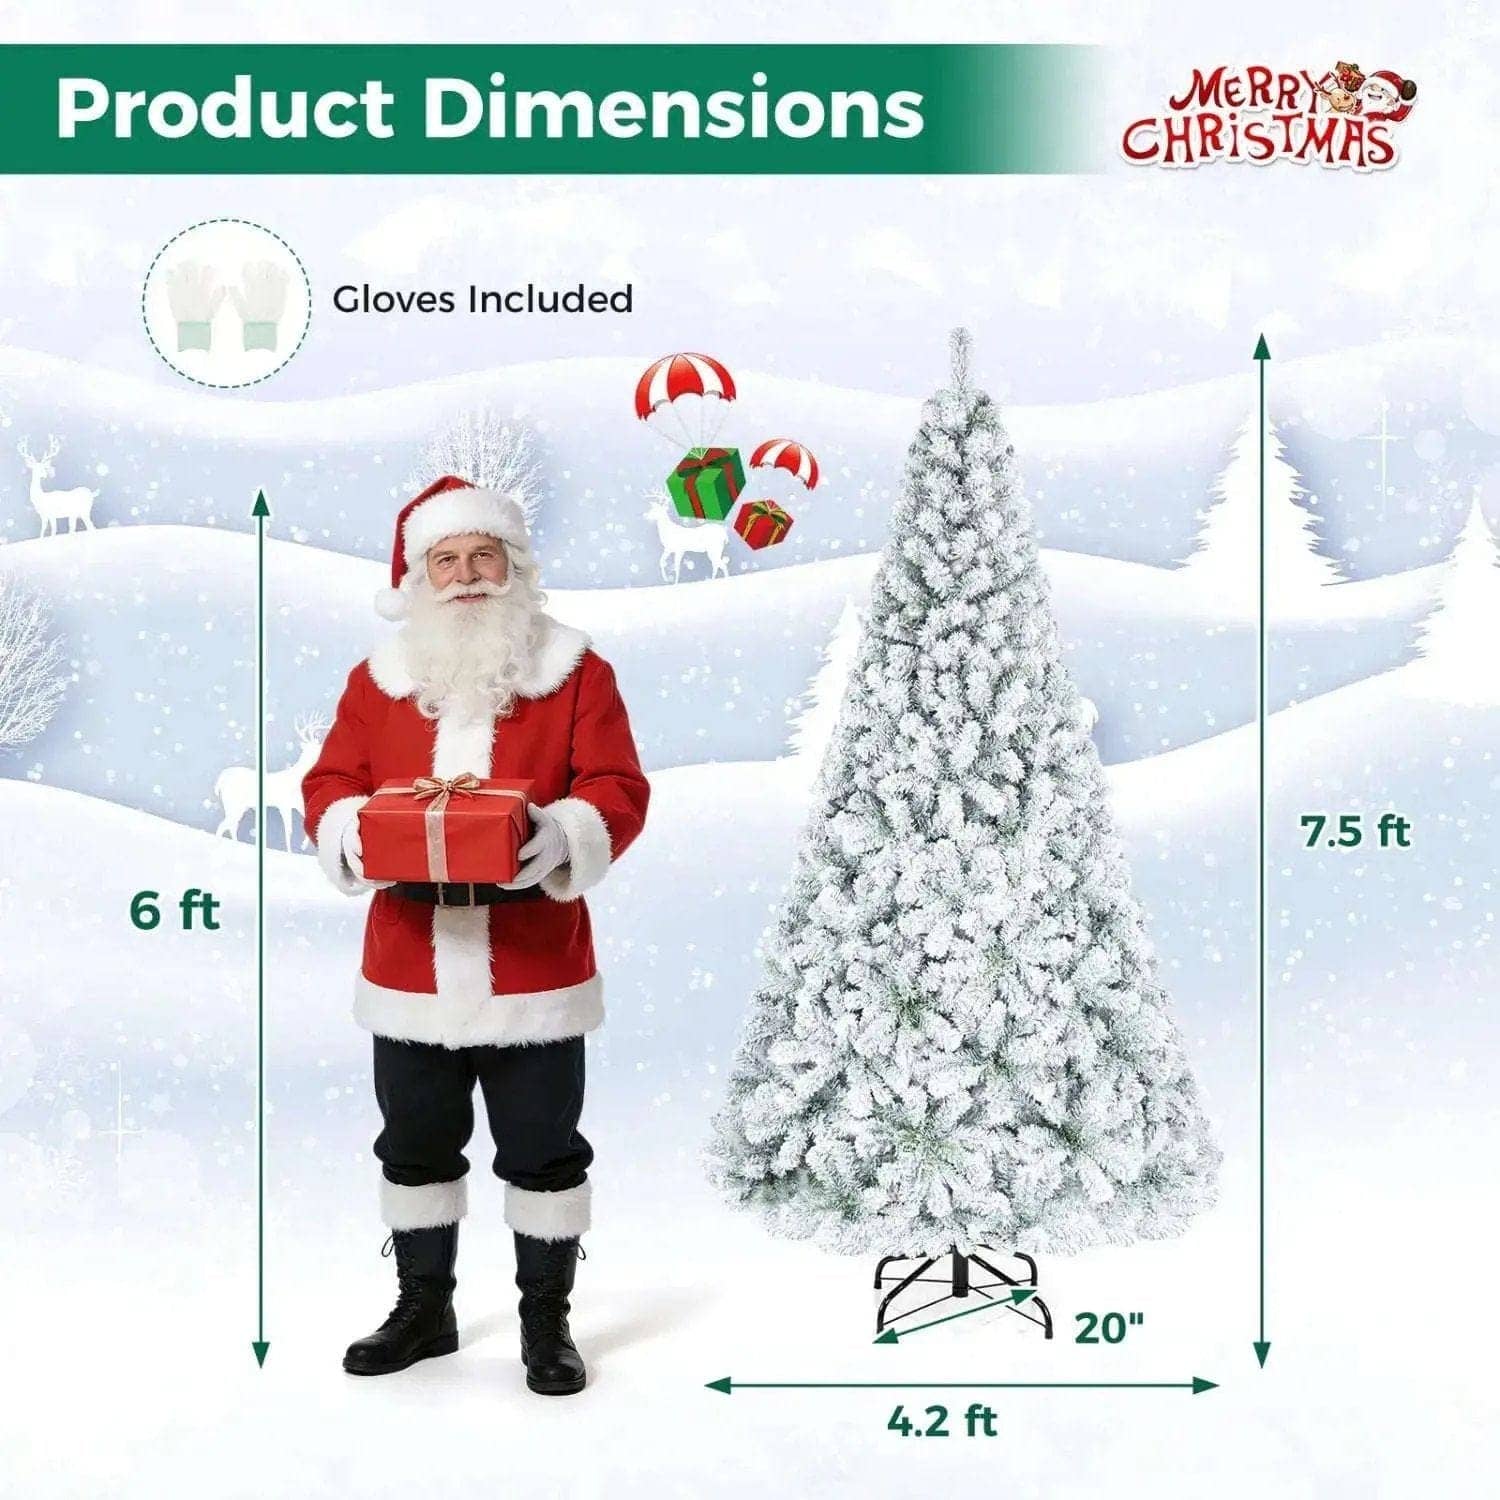 Product Dimensions
MERRY
CHRiSTMAS
Gloves Included
6 ft
7.5 ft
20"
4.2 ft